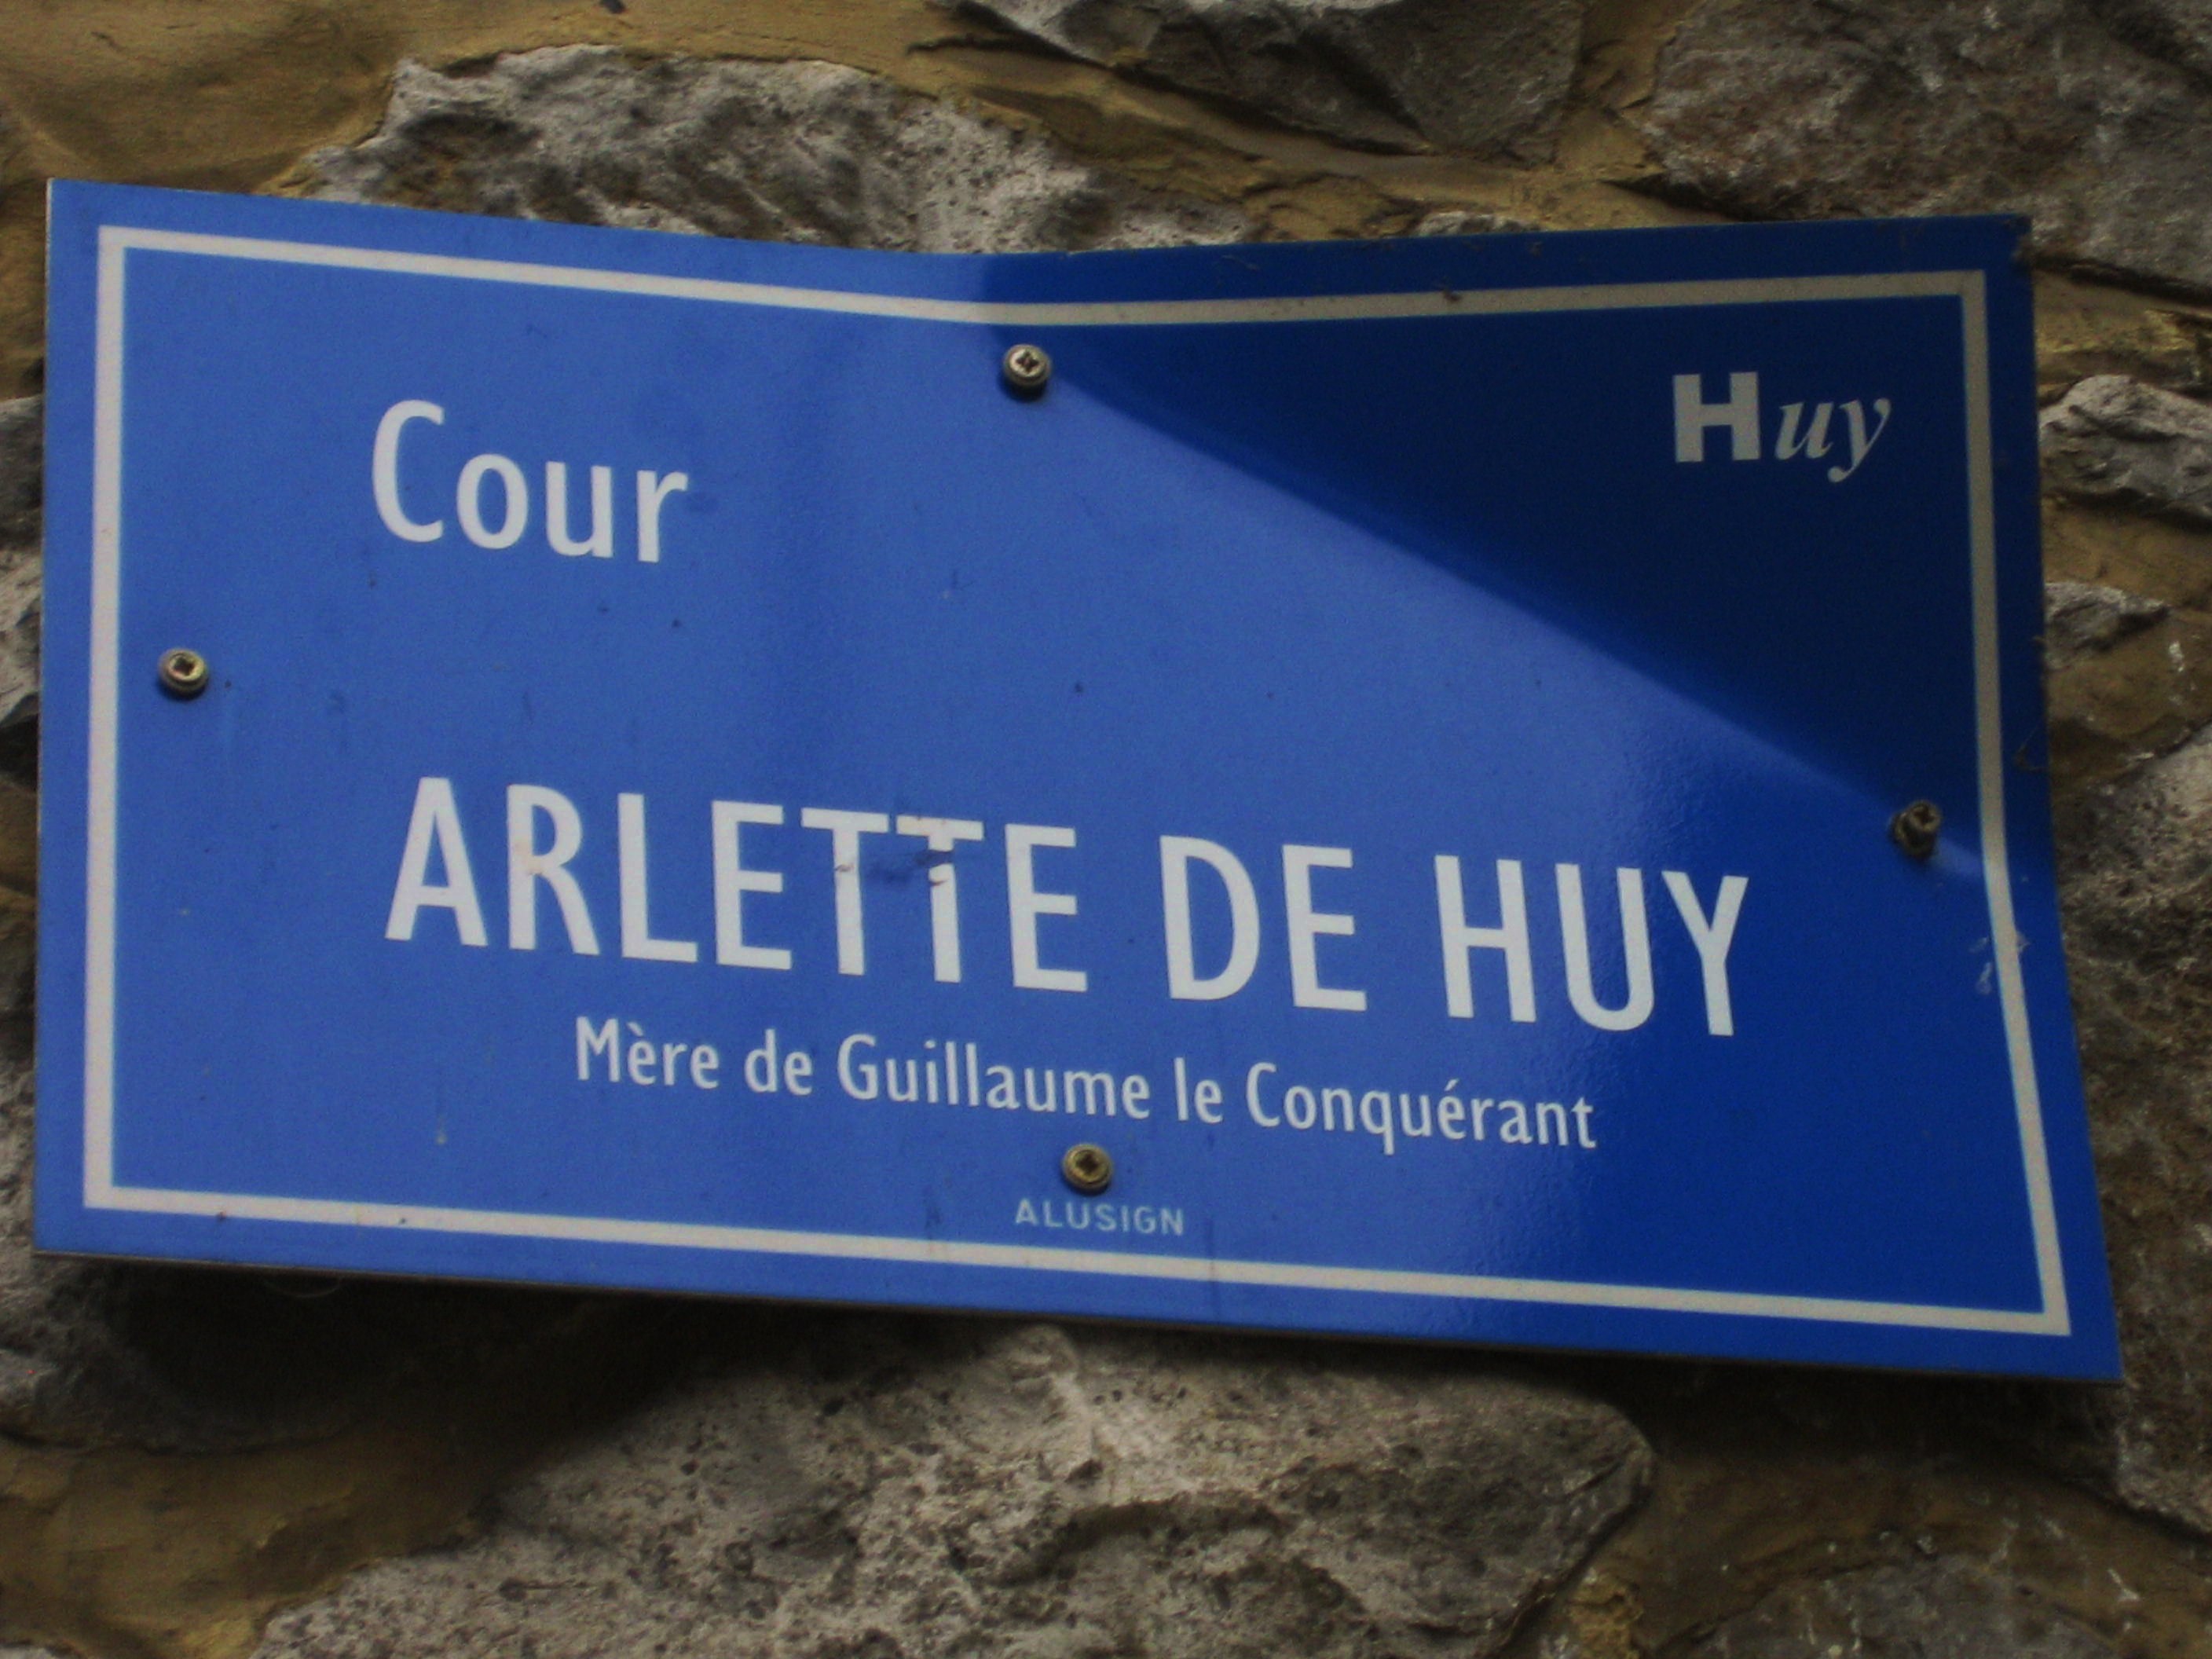 Huy
Cour
ARLETTE DE HUY
Mère de Guillaume le Conquérant
ALUSIGN